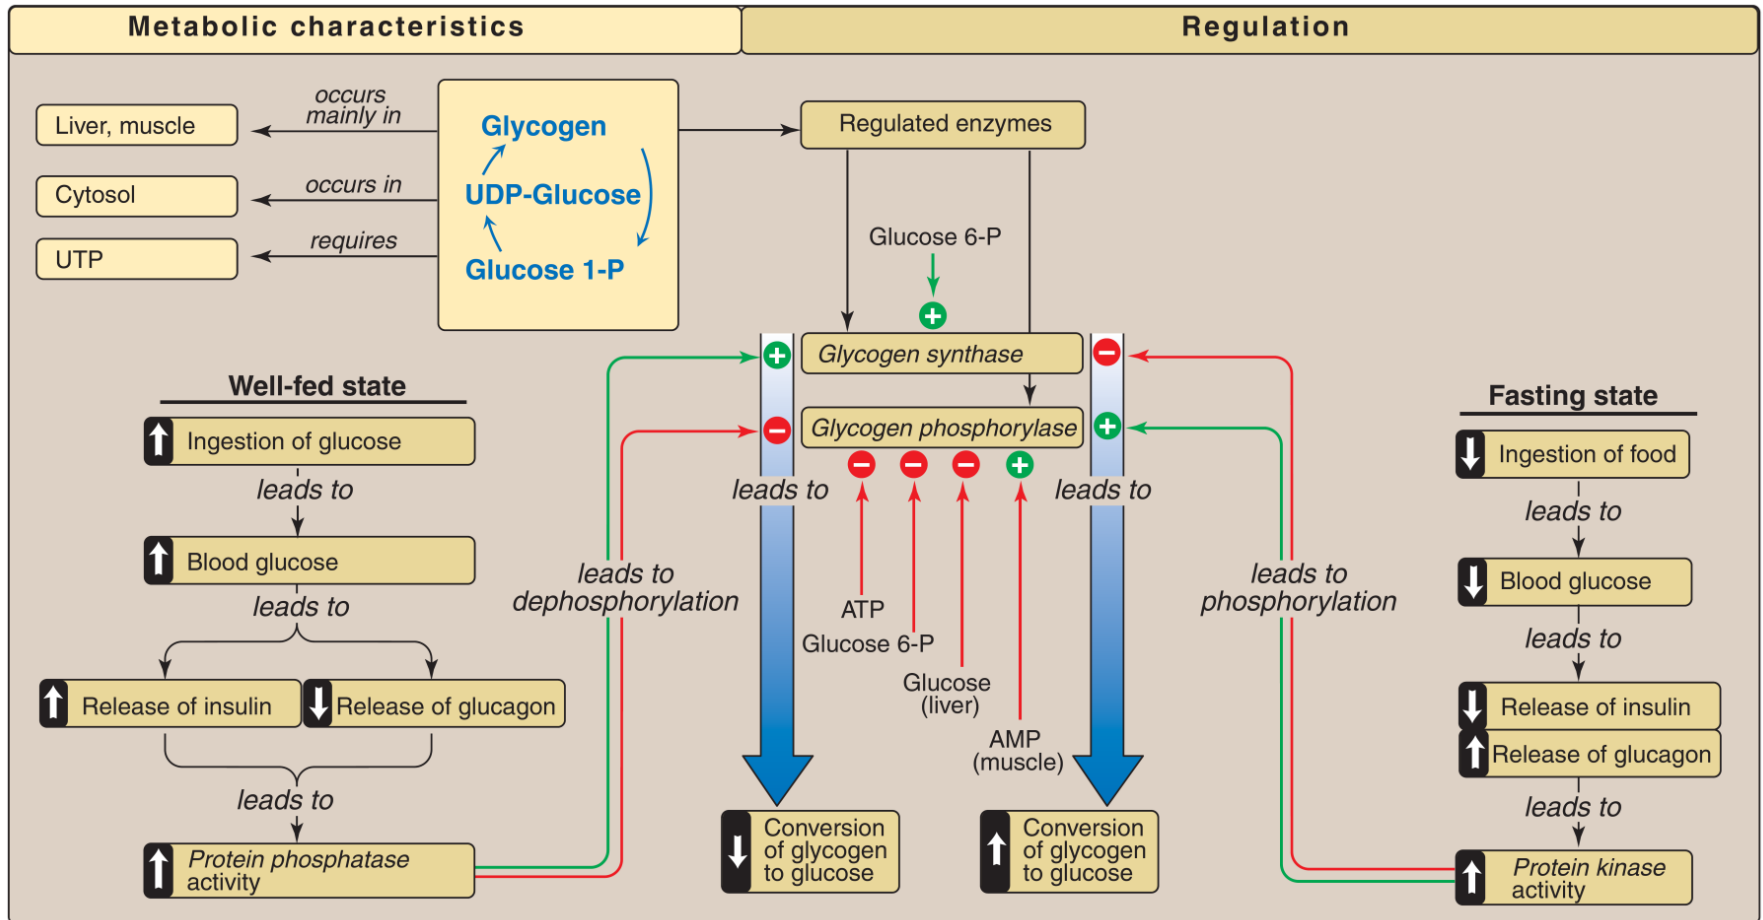 Metabolic characteristics
Regulation
occurs
mainly in
Liver, muscle
occurs in
Cytosol
requires
UTP
Glycogen
UDP-Glucose
Glucose 1-P
Regulated enzymes
Glucose 6-P
+
+
Glycogen synthase
−
−
Glycogen phosphorylase
+
−
−
−
+
leads to
leads to
ATP
Glucose 6-P
Glucose
(liver)
AMP
(muscle)
Well-fed state
Ingestion of glucose
leads to
Blood glucose
leads to
Release of insulin
Release of glucagon
leads to
Protein phosphatase
activity
leads to
dephosphorylation
Conversion
of glycogen
to glucose
Conversion
of glycogen
to glucose
leads to
phosphorylation
Fasting state
Ingestion of food
leads to
Blood glucose
leads to
Release of insulin
Release of glucagon
leads to
Protein kinase
activity